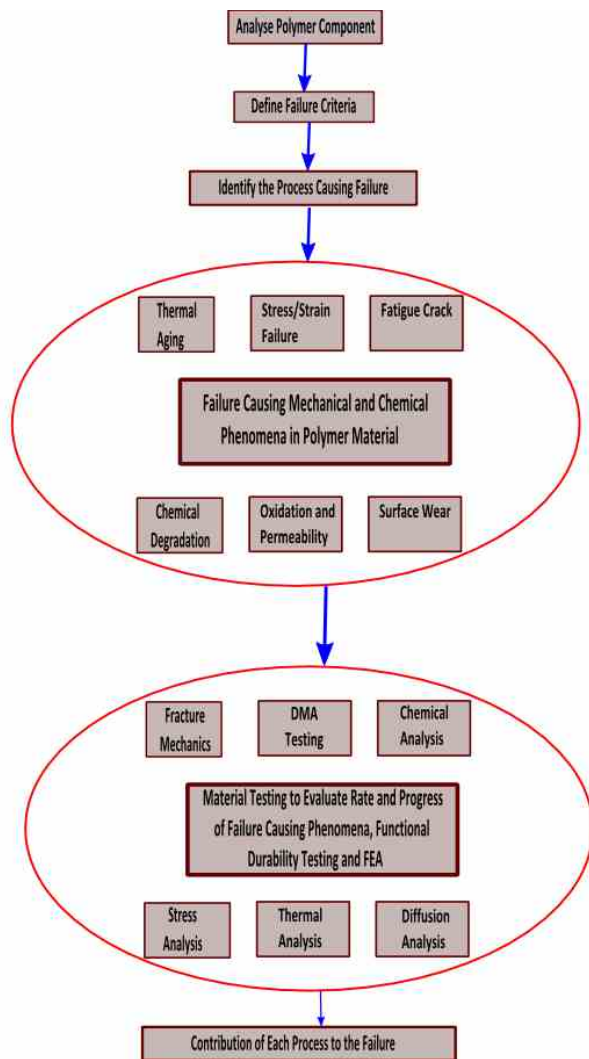 Analyse Polymer Component
Define Failure Criteria
Identify the Process Causing Failure
Thermal
Aging
Stress/Strain
Failure
Fatigue Crack
Failure Causing Mechanical and Chemical
Phenomena in Polymer Material
Chemical
Degradation
Oxidation and
Permeability
Surface Wear
Fracture
Mechanics
DMA
Testing
Chemical
Analysis
Material Testing to Evaluate Rate and Progress
of Failure Causing Phenomena, Functional
Durability Testing and FEA
Stress
Analysis
Thermal
Analysis
Diffusion
Analysis
Contribution of Each Process to the Failure